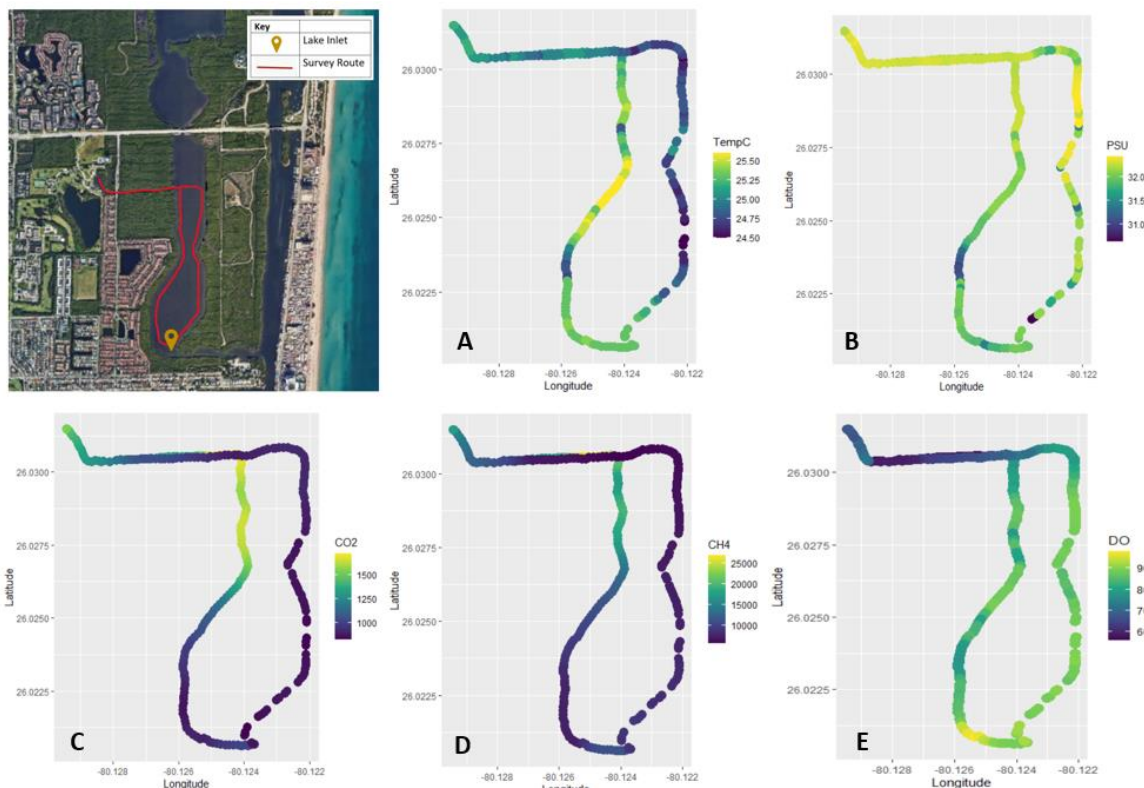 Key
Lake Inlet
Survey Route
26.0300
26.0275
26.0250
26.0225
Latitude
TempC
25.50
25.25
25.00
24.75
24.50
A
-80.128
-80.126
-80.124
-80.122
Longitude
26.0300
26.0275
26.0250
26.0225
Latitude
PSU
32.0
31.0
B
-80.128
-80.126
-80.124
-80.122
Longitude
26.0300
26.0275
26.0250
26.0225
Latitude
CO2
1500
1250
1000
C
-80.128
-80.126
-80.124
-80.122
Longitude
26.0300
26.0275
26.0250
26.0225
Latitude
CH4
25000
20000
15000
10000
D
-80.128
-80.126
-80.124
-80.122
Longitude
26.0300
26.0275
26.0250
26.0225
Latitude
DO
E
-80.128
-80.126
-80.124
-80.122
Longitude